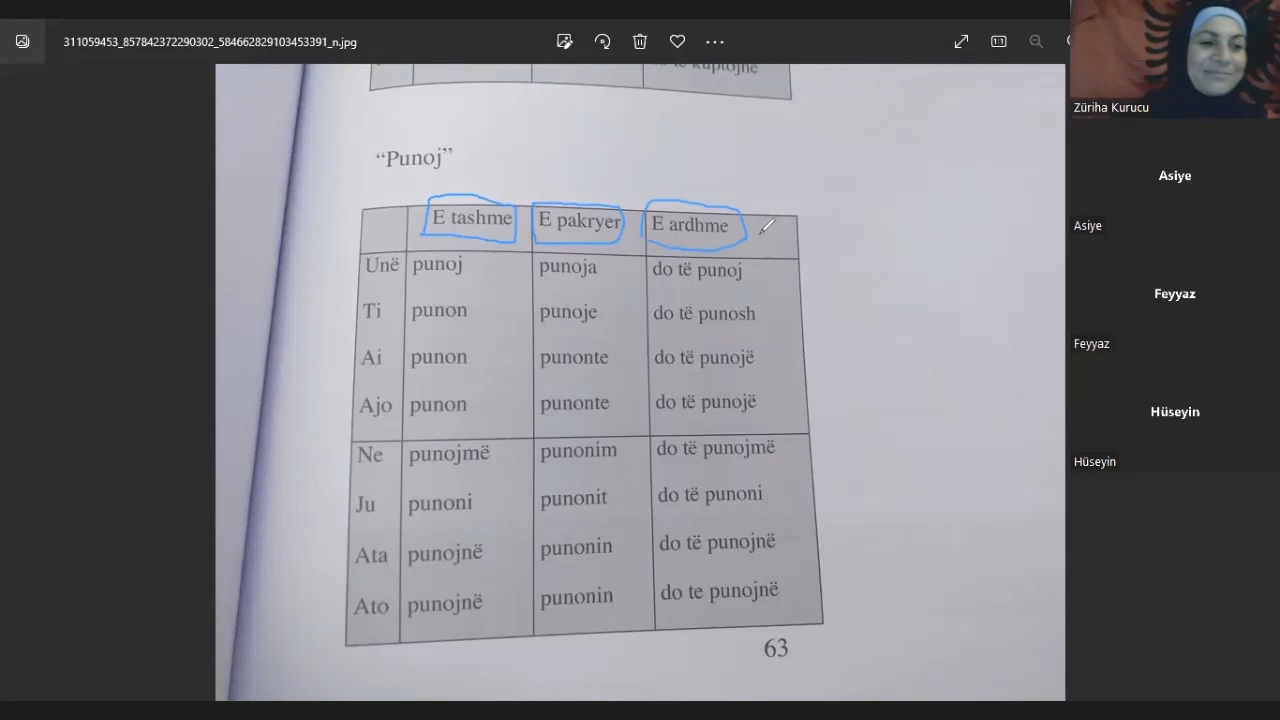 311059453_857842372290302_584662829103453391_n.jpg
Züriha Kurucu
Asiye
Asiye
Feyyaz
Feyyaz
Hüseyin
Hüseyin
do të kuptojnë
“Punoj”
E tashme E pakryer E ardhme
Unë punoj punoja do të punoj
Ti punon punoje do të punosh
Ai punon punonte do të punojë
Ajo punon punonte do të punojë
Ne punojmë punonim do të punojmë
Ju punoni punonit do të punoni
Ata punojnë punonin do të punojnë
Ato punojnë punonin do te punojnë
63